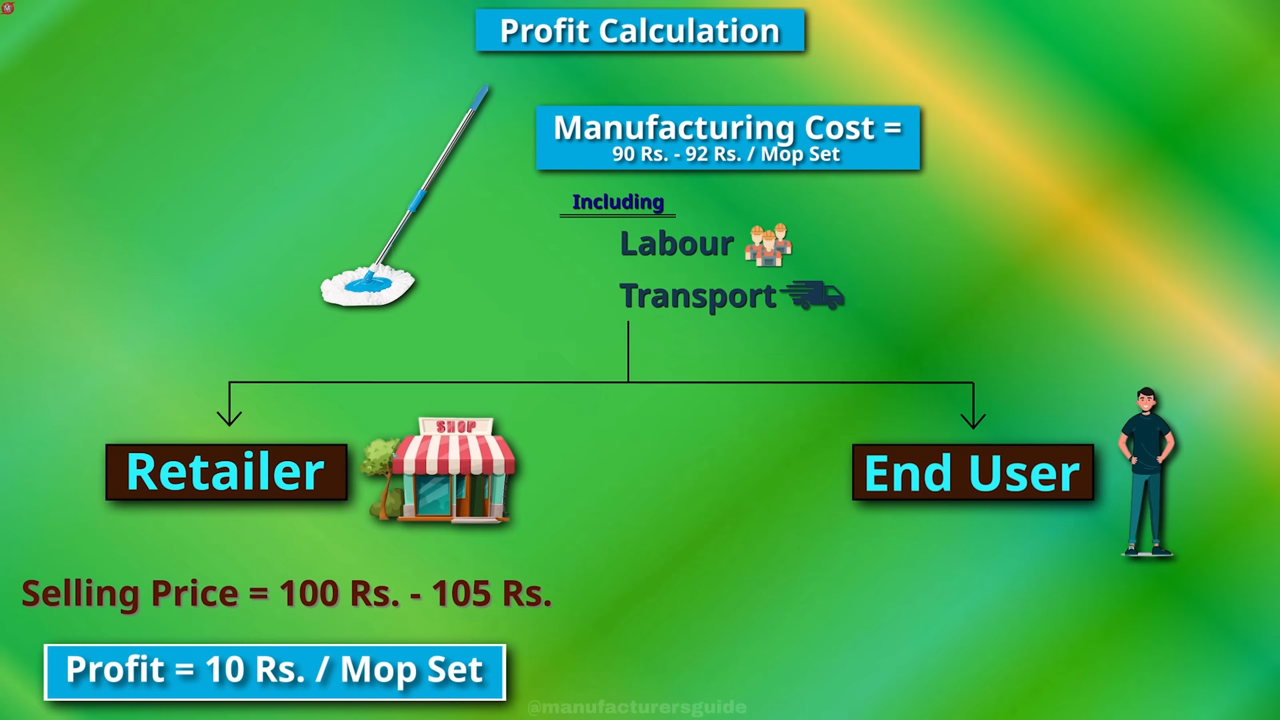 Profit Calculation
Manufacturing Cost =
90 Rs. - 92 Rs. / Mop Set
Including
Labour
Transport
SHOP
Retailer
End User
Selling Price = 100 Rs. - 105 Rs.
Profit = 10 Rs. / Mop Set
@manufacturersguide